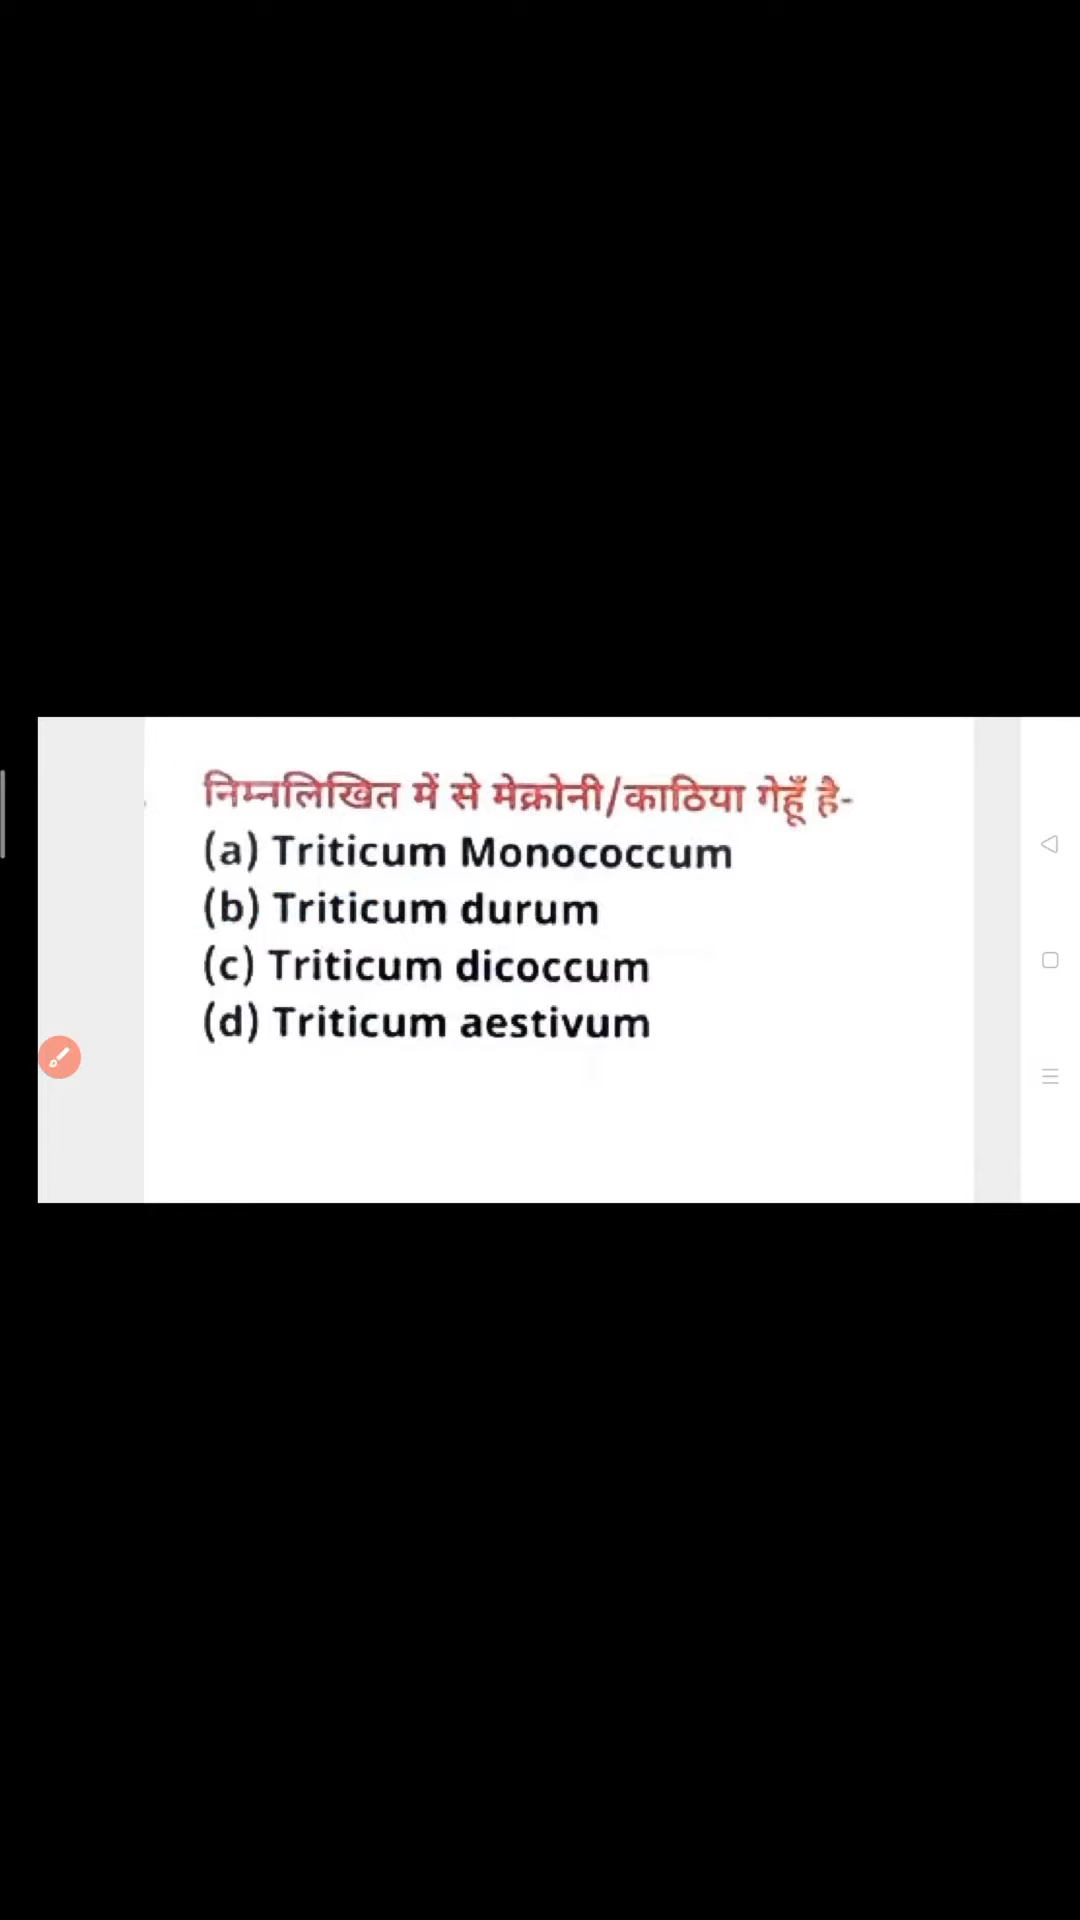 निम्नलिखित में से मेक्रोनी/काठिया गेहूँ है-
(a) Triticum Monococcum
(b) Triticum durum
(c) Triticum dicoccum
(d) Triticum aestivum